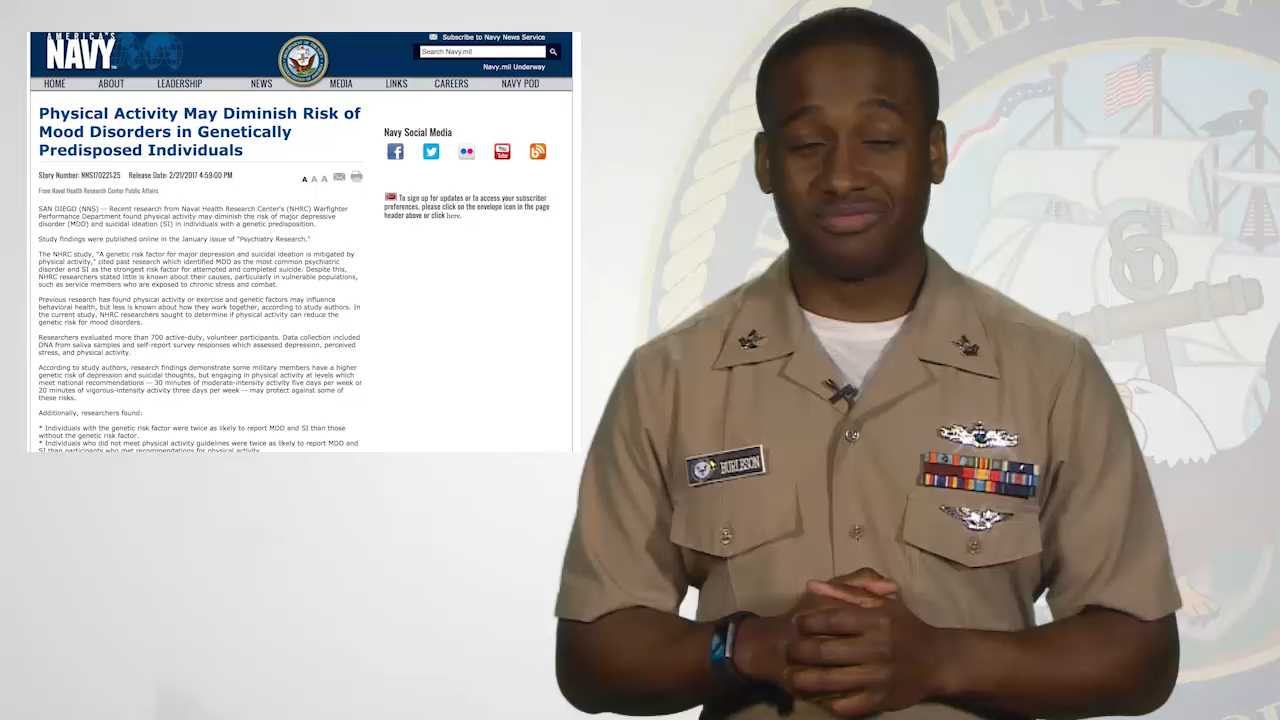 AMERICA'S
NAVY
Subscribe to Navy News Service
Search Navy.mil
Navy.mil Underway
HOME ABOUT LEADERSHIP NEWS MEDIA LINKS CAREERS NAVY POD
Physical Activity May Diminish Risk of
Mood Disorders in Genetically
Predisposed Individuals
Story Number: NNS170221-25 Release Date: 2/21/2017 4:59:00 PM
A A A
From Naval Health Research Center Public Affairs
SAN DIEGO (NNS) -- Recent research from Naval Health Research Center's (NHRC) Warfighter
Performance Department found physical activity may diminish the risk of major depressive
disorder (MDD) and suicidal ideation (SI) in individuals with a genetic predisposition.
Study findings were published online in the January issue of "Psychiatry Research."
The NHRC study, "A genetic risk factor for major depression and suicidal ideation is mitigated by
physical activity," cited past research which identified MDD as the most common psychiatric
disorder and SI as the strongest risk factor for attempted and completed suicide. Despite this,
NHRC researchers stated little is known about their causes, particularly in vulnerable populations,
such as service members who are exposed to chronic stress and combat.
Previous research has found physical activity or exercise and genetic factors may influence
behavioral health, but less is known about how they work together, according to study authors. In
the current study, NHRC researchers sought to determine if physical activity can reduce the
genetic risk for mood disorders.
Researchers evaluated more than 700 active-duty, volunteer participants. Data collection included
DNA from saliva samples and self-report survey responses which assessed depression, perceived
stress, and physical activity.
According to study authors, research findings demonstrate some military members have a higher
genetic risk of depression and suicidal thoughts, but engaging in physical activity at levels which
meet national recommendations -- 30 minutes of moderate-intensity activity five days per week or
20 minutes of vigorous-intensity activity three days per week -- may protect against some of
these risks.
Additionally, researchers found:
* Individuals with the genetic risk factor were twice as likely to report MDD and SI than those
without the genetic risk factor.
* Individuals who did not meet physical activity guidelines were twice as likely to report MDD and
SI than participants who met recommendations for physical activity.
Navy Social Media
You
Tube
To sign up for updates or to access your subscriber
preferences, please click on the envelope icon in the page
header above or click here.
BURLESON